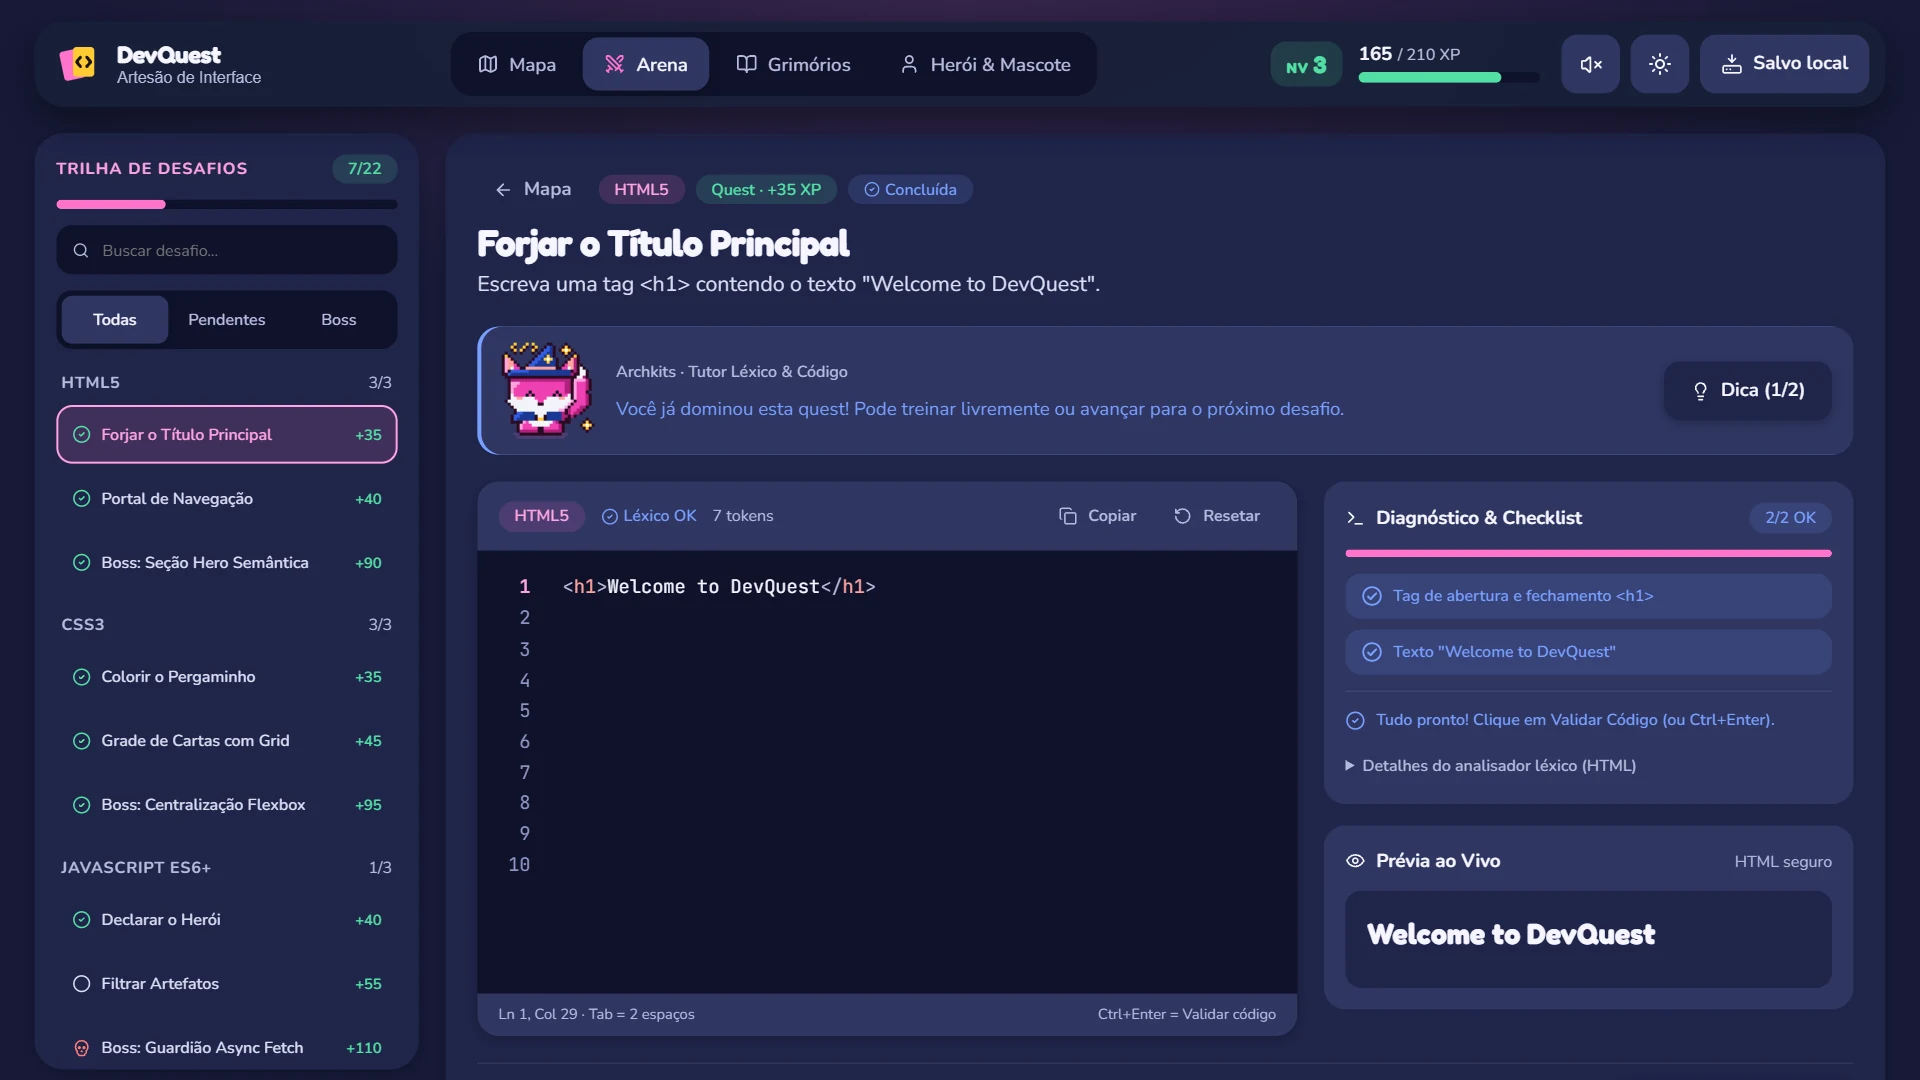 DevQuest
Artesão de Interface
Mapa
Arena
Grimórios
Herói & Mascote
NV 3
165 / 210 XP
Salvo local
TRILHA DE DESAFIOS
7/22
Buscar desafio...
Todas
Pendentes
Boss
HTML5
3/3
Forjar o Título Principal
+35
Portal de Navegação
+40
Boss: Seção Hero Semântica
+90
CSS3
3/3
Colorir o Pergaminho
+35
Grade de Cartas com Grid
+45
Boss: Centralização Flexbox
+95
JAVASCRIPT ES6+
1/3
Declarar o Herói
+40
Filtrar Artefatos
+55
Boss: Guardião Async Fetch
+110
Mapa
HTML5
Quest · +35 XP
Concluída
Forjar o Título Principal
Escreva uma tag <h1> contendo o texto "Welcome to DevQuest".
Archkits · Tutor Léxico & Código
Você já dominou esta quest! Pode treinar livremente ou avançar para o próximo desafio.
Dica (1/2)
HTML5
Léxico OK
7 tokens
Copiar
Resetar
1 <h1>Welcome to DevQuest</h1>
2
3
4
5
6
7
8
9
10
Ln 1, Col 29 · Tab = 2 espaços
Ctrl+Enter = Validar código
Diagnóstico & Checklist
2/2 OK
Tag de abertura e fechamento <h1>
Texto "Welcome to DevQuest"
Tudo pronto! Clique em Validar Código (ou Ctrl+Enter).
Detalhes do analisador léxico (HTML)
Prévia ao Vivo
HTML seguro
Welcome to DevQuest